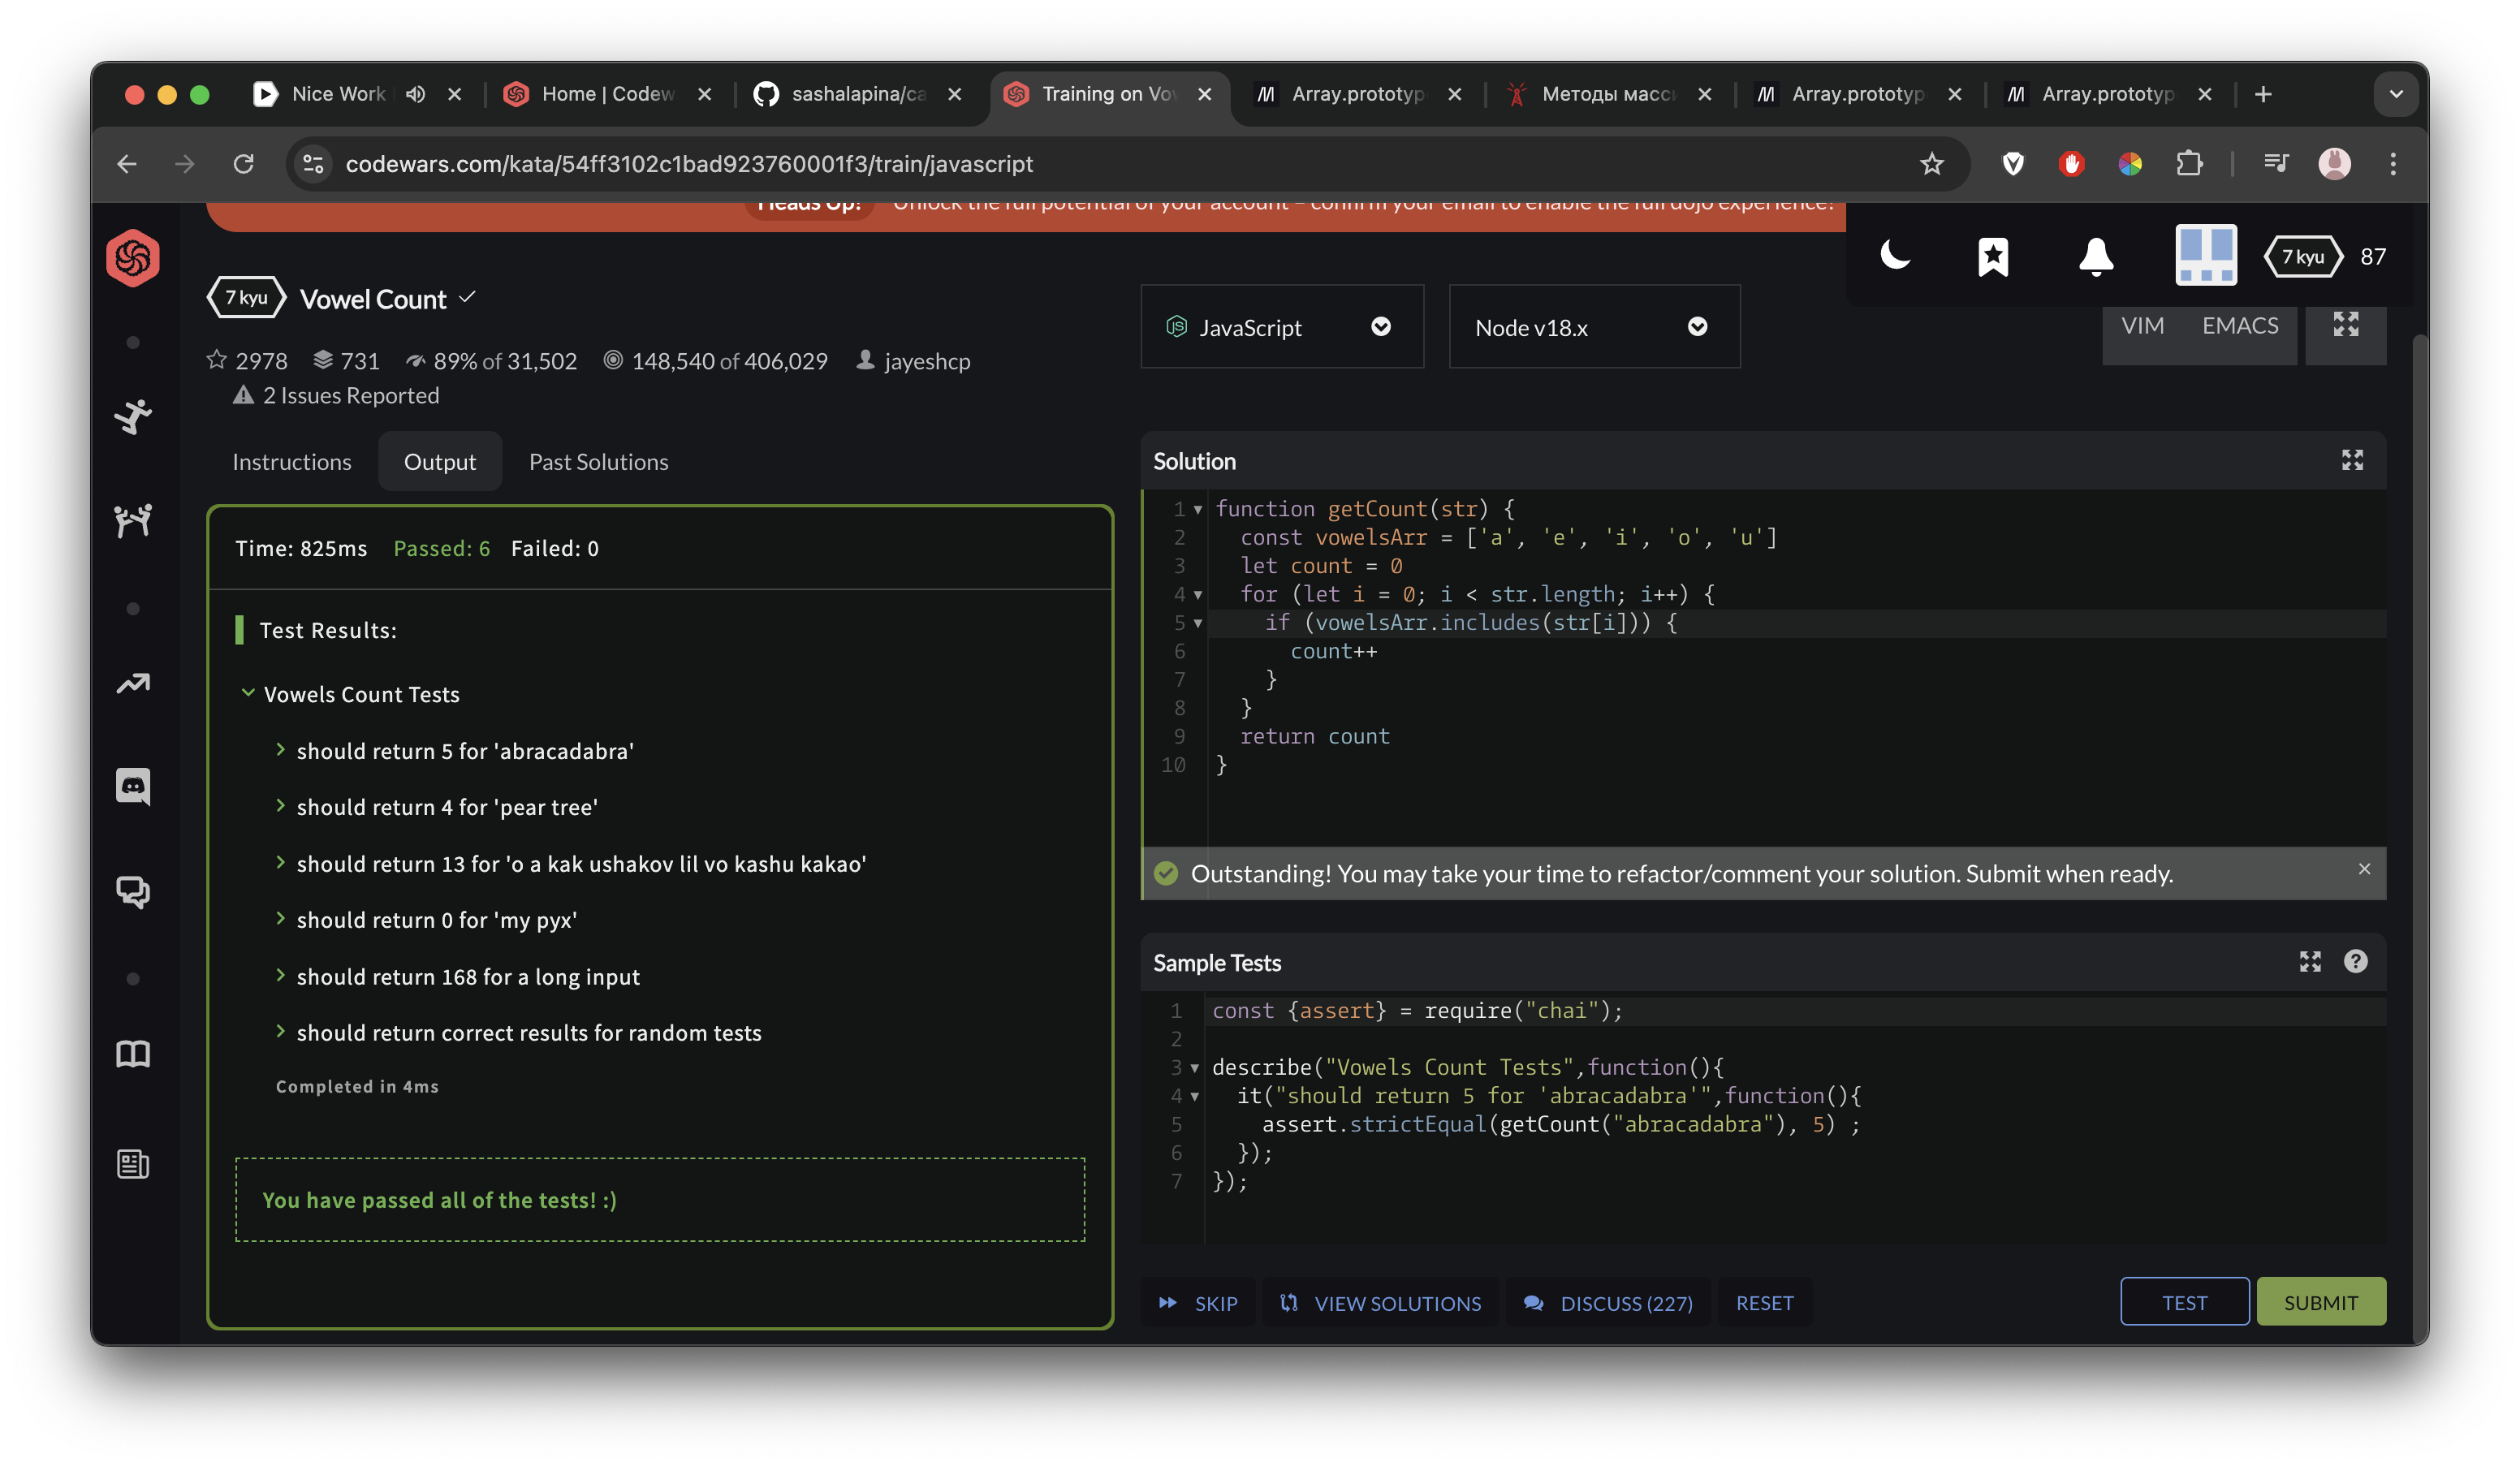 Nice Work
Home | Codew
sashalapina/ca
Training on Vov
Array.prototyp
Методы масси
Array.prototyp
Array.prototyp
codewars.com/kata/54ff3102c1bad923760001f3/train/javascript
Heads Up! Unlock the full potential of your account – confirm your email to enable the full dojo experience!
7 kyu 87
7 kyu Vowel Count
JavaScript
Node v18.x
VIM EMACS
2978 731 89% of 31,502 148,540 of 406,029 jayeshcp
2 Issues Reported
Instructions Output Past Solutions
Time: 825ms Passed: 6 Failed: 0
Test Results:
Vowels Count Tests
should return 5 for 'abracadabra'
should return 4 for 'pear tree'
should return 13 for 'o a kak ushakov lil vo kashu kakao'
should return 0 for 'my pyx'
should return 168 for a long input
should return correct results for random tests
Completed in 4ms
You have passed all of the tests! :)
Solution
1 function getCount(str) {
2 const vowelsArr = ['a', 'e', 'i', 'o', 'u']
3 let count = 0
4 for (let i = 0; i < str.length; i++) {
5 if (vowelsArr.includes(str[i])) {
6 count++
7 }
8 }
9 return count
10 }
Outstanding! You may take your time to refactor/comment your solution. Submit when ready.
Sample Tests
1 const {assert} = require("chai");
2
3 describe("Vowels Count Tests",function(){
4 it("should return 5 for 'abracadabra'",function(){
5 assert.strictEqual(getCount("abracadabra"), 5) ;
6 });
7 });
SKIP VIEW SOLUTIONS DISCUSS (227) RESET TEST SUBMIT